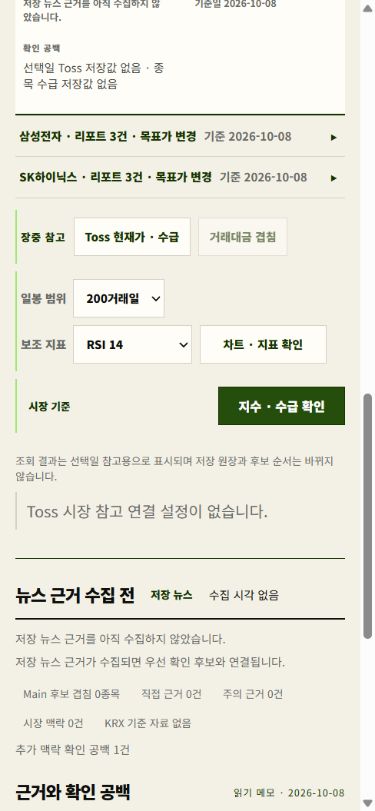 저장 뉴스 근거를 아직 수집하지 않 기준일 2026-10-08
았습니다.
확인 공백
선택일 Toss 저장값 없음 · 종
목 수급 저장값 없음
삼성전자 · 리포트 3건 · 목표가 변경 기준 2026-10-08
SK하이닉스 · 리포트 3건 · 목표가 변경 기준 2026-10-08
장중 참고 Toss 현재가 · 수급 거래대금 겹침
일봉 범위 200거래일
보조 지표 RSI 14 차트 · 지표 확인
시장 기준 지수 · 수급 확인
조회 결과는 선택일 참고용으로 표시되며 저장 원장과 후보 순서는 바뀌지
않습니다.
Toss 시장 참고 연결 설정이 없습니다.
뉴스 근거 수집 전 저장 뉴스 수집 시각 없음
저장 뉴스 근거를 아직 수집하지 않았습니다.
저장 뉴스 근거가 수집되면 우선 확인 후보와 연결됩니다.
Main 후보 겹침 0종목 직접 근거 0건 주의 근거 0건
시장 맥락 0건 KRX 기준 자료 없음
추가 맥락 확인 공백 1건
근거와 확인 공백 읽기 메모 · 2026-10-08